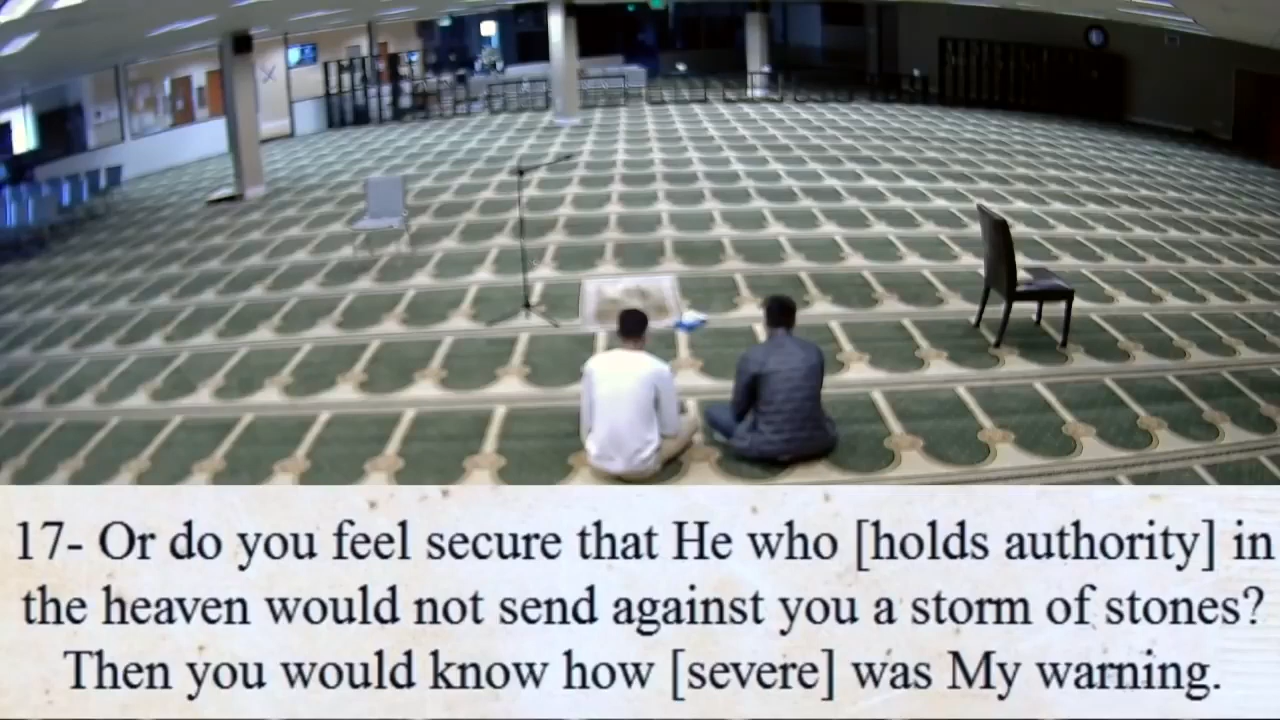 17- Or do you feel secure that He who [holds authority] in
the heaven would not send against you a storm of stones?
Then you would know how [severe] was My warning.